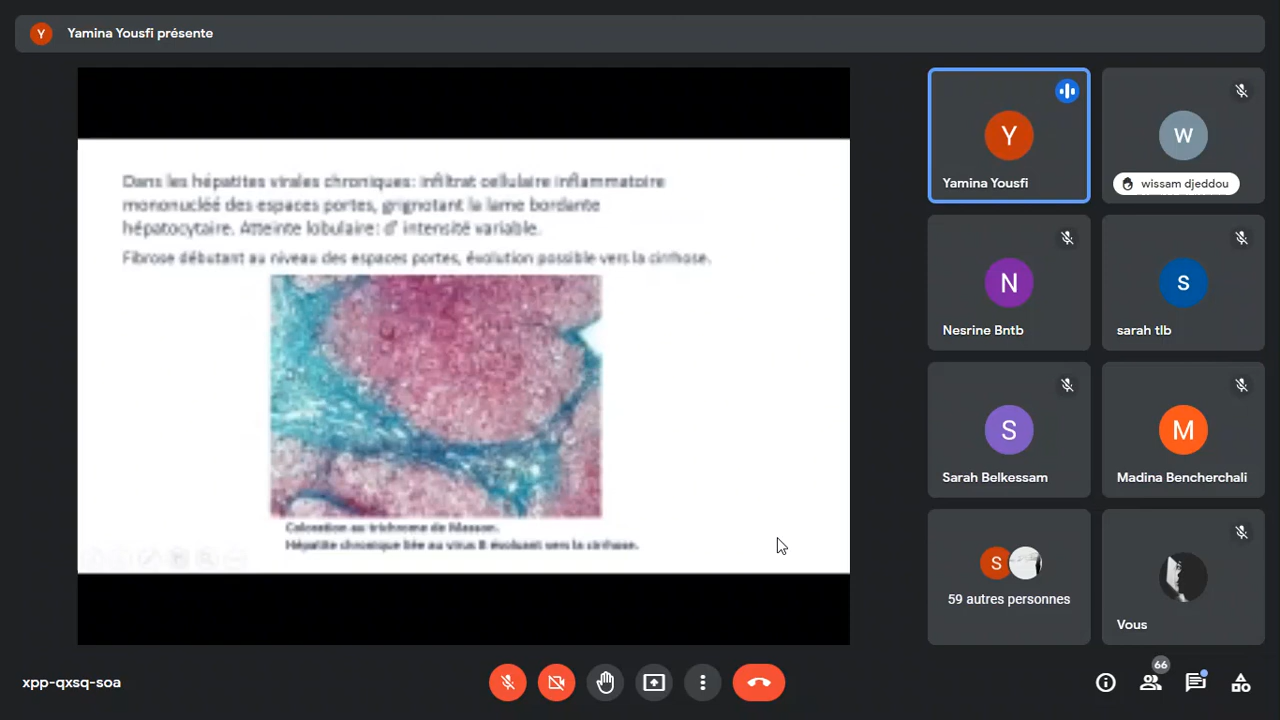 Y
Yamina Yousfi présente
Dans les hépatites virales chroniques: infiltrat cellulaire inflammatoire
mononucléé des espaces portes, grignotant la lame bordante
hépatocytaire. Atteinte lobulaire: d' intensité variable.
Fibrose débutant au niveau des espaces portes, évolution possible vers la cirrhose.
Coloration au trichrome de Masson.
Hépatite chronique liée au virus B évoluant vers la cirrhose.
Y
Yamina Yousfi
W
wissam djeddou
N
Nesrine Bntb
s
sarah tlb
S
Sarah Belkessam
M
Madina Bencherchali
S
59 autres personnes
Vous
xpp-qxsq-soa
66